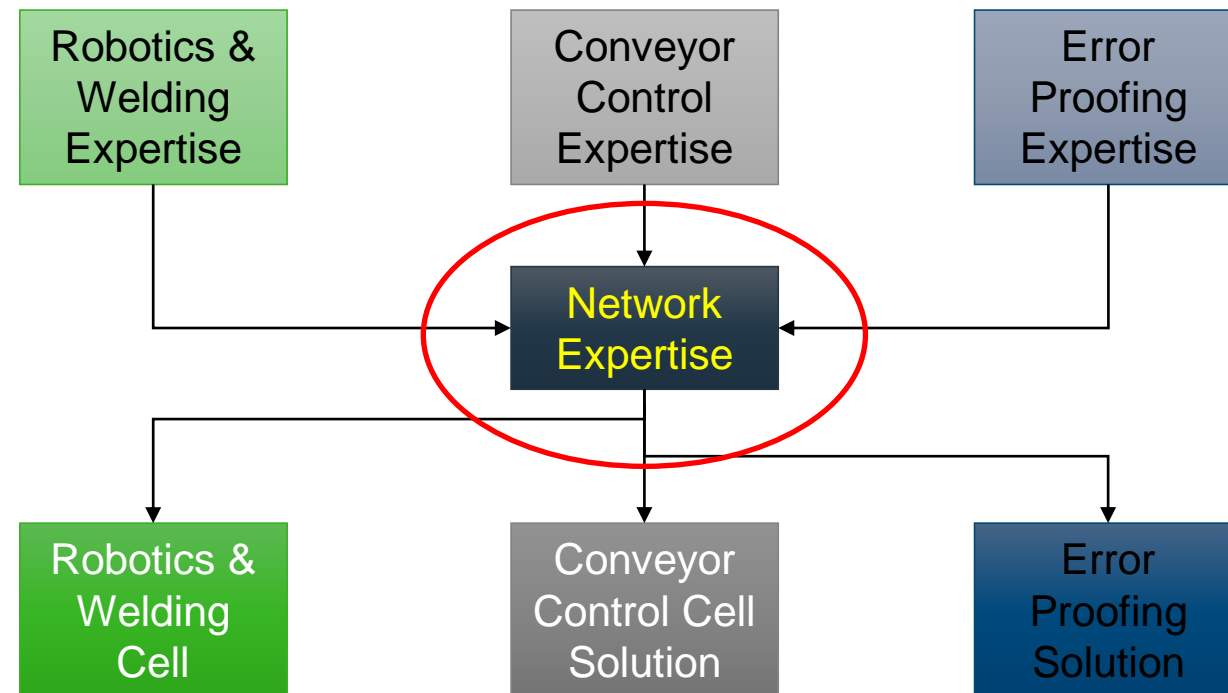 Robotics &
Welding
Expertise
Conveyor
Control
Expertise
Error
Proofing
Expertise
Network
Expertise
Robotics &
Welding
Cell
Conveyor
Control Cell
Solution
Error
Proofing
Solution